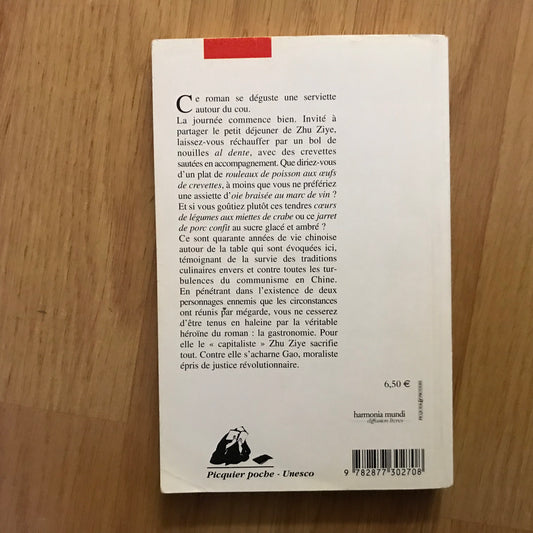 Ce roman se déguste une serviette
autour du cou.
La journée commence bien. Invité à
partager le petit déjeuner de Zhu Ziye,
laissez-vous réchauffer par un bol de
nouilles al dente, avec des crevettes
sautées en accompagnement. Que diriez-vous
d'un plat de rouleaux de poisson aux œufs
de crevettes, à moins que vous ne préfériez
une assiette d'oie braisée au marc de vin ?
Et si vous goûtiez plutôt ces tendres cœurs
de légumes aux miettes de crabe ou ce jarret
de porc confit au sucre glacé et ambré ?
Ce sont quarante années de vie chinoise
autour de la table qui sont évoquées ici,
témoignant de la survie des traditions
culinaires envers et contre toutes les tur-
bulences du communisme en Chine.
En pénétrant dans l'existence de deux
personnages ennemis que les circonstances
ont réunis par mégarde, vous ne cesserez
d'être tenus en haleine par la véritable
héroïne du roman : la gastronomie. Pour
elle le « capitaliste » Zhu Ziye sacrifie
tout. Contre elle s'acharne Gao, moraliste
épris de justice révolutionnaire.
6,50 €
harmonia mundi
diffusion livres
Picquier poche - Unesco
9 782877 302708